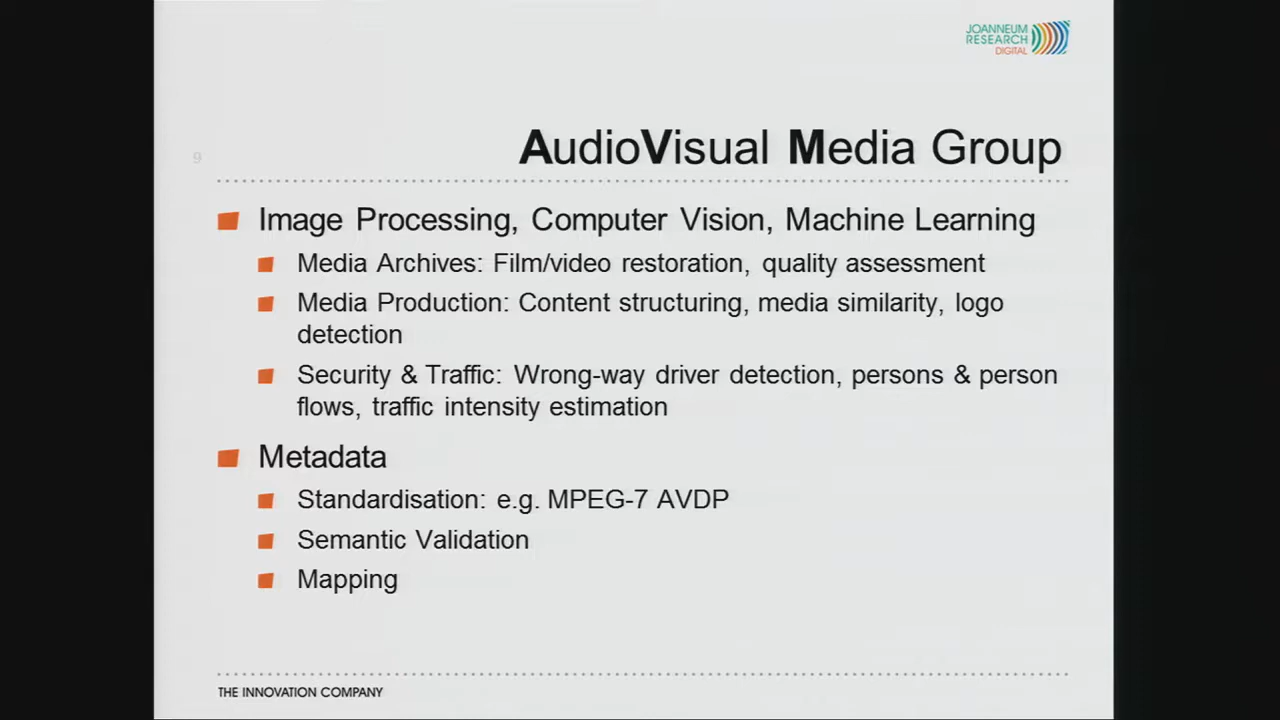 JOANNEUM
RESEARCH
DIGITAL
9
AudioVisual Media Group
Image Processing, Computer Vision, Machine Learning
Media Archives: Film/video restoration, quality assessment
Media Production: Content structuring, media similarity, logo
detection
Security & Traffic: Wrong-way driver detection, persons & person
flows, traffic intensity estimation
Metadata
Standardisation: e.g. MPEG-7 AVDP
Semantic Validation
Mapping
THE INNOVATION COMPANY